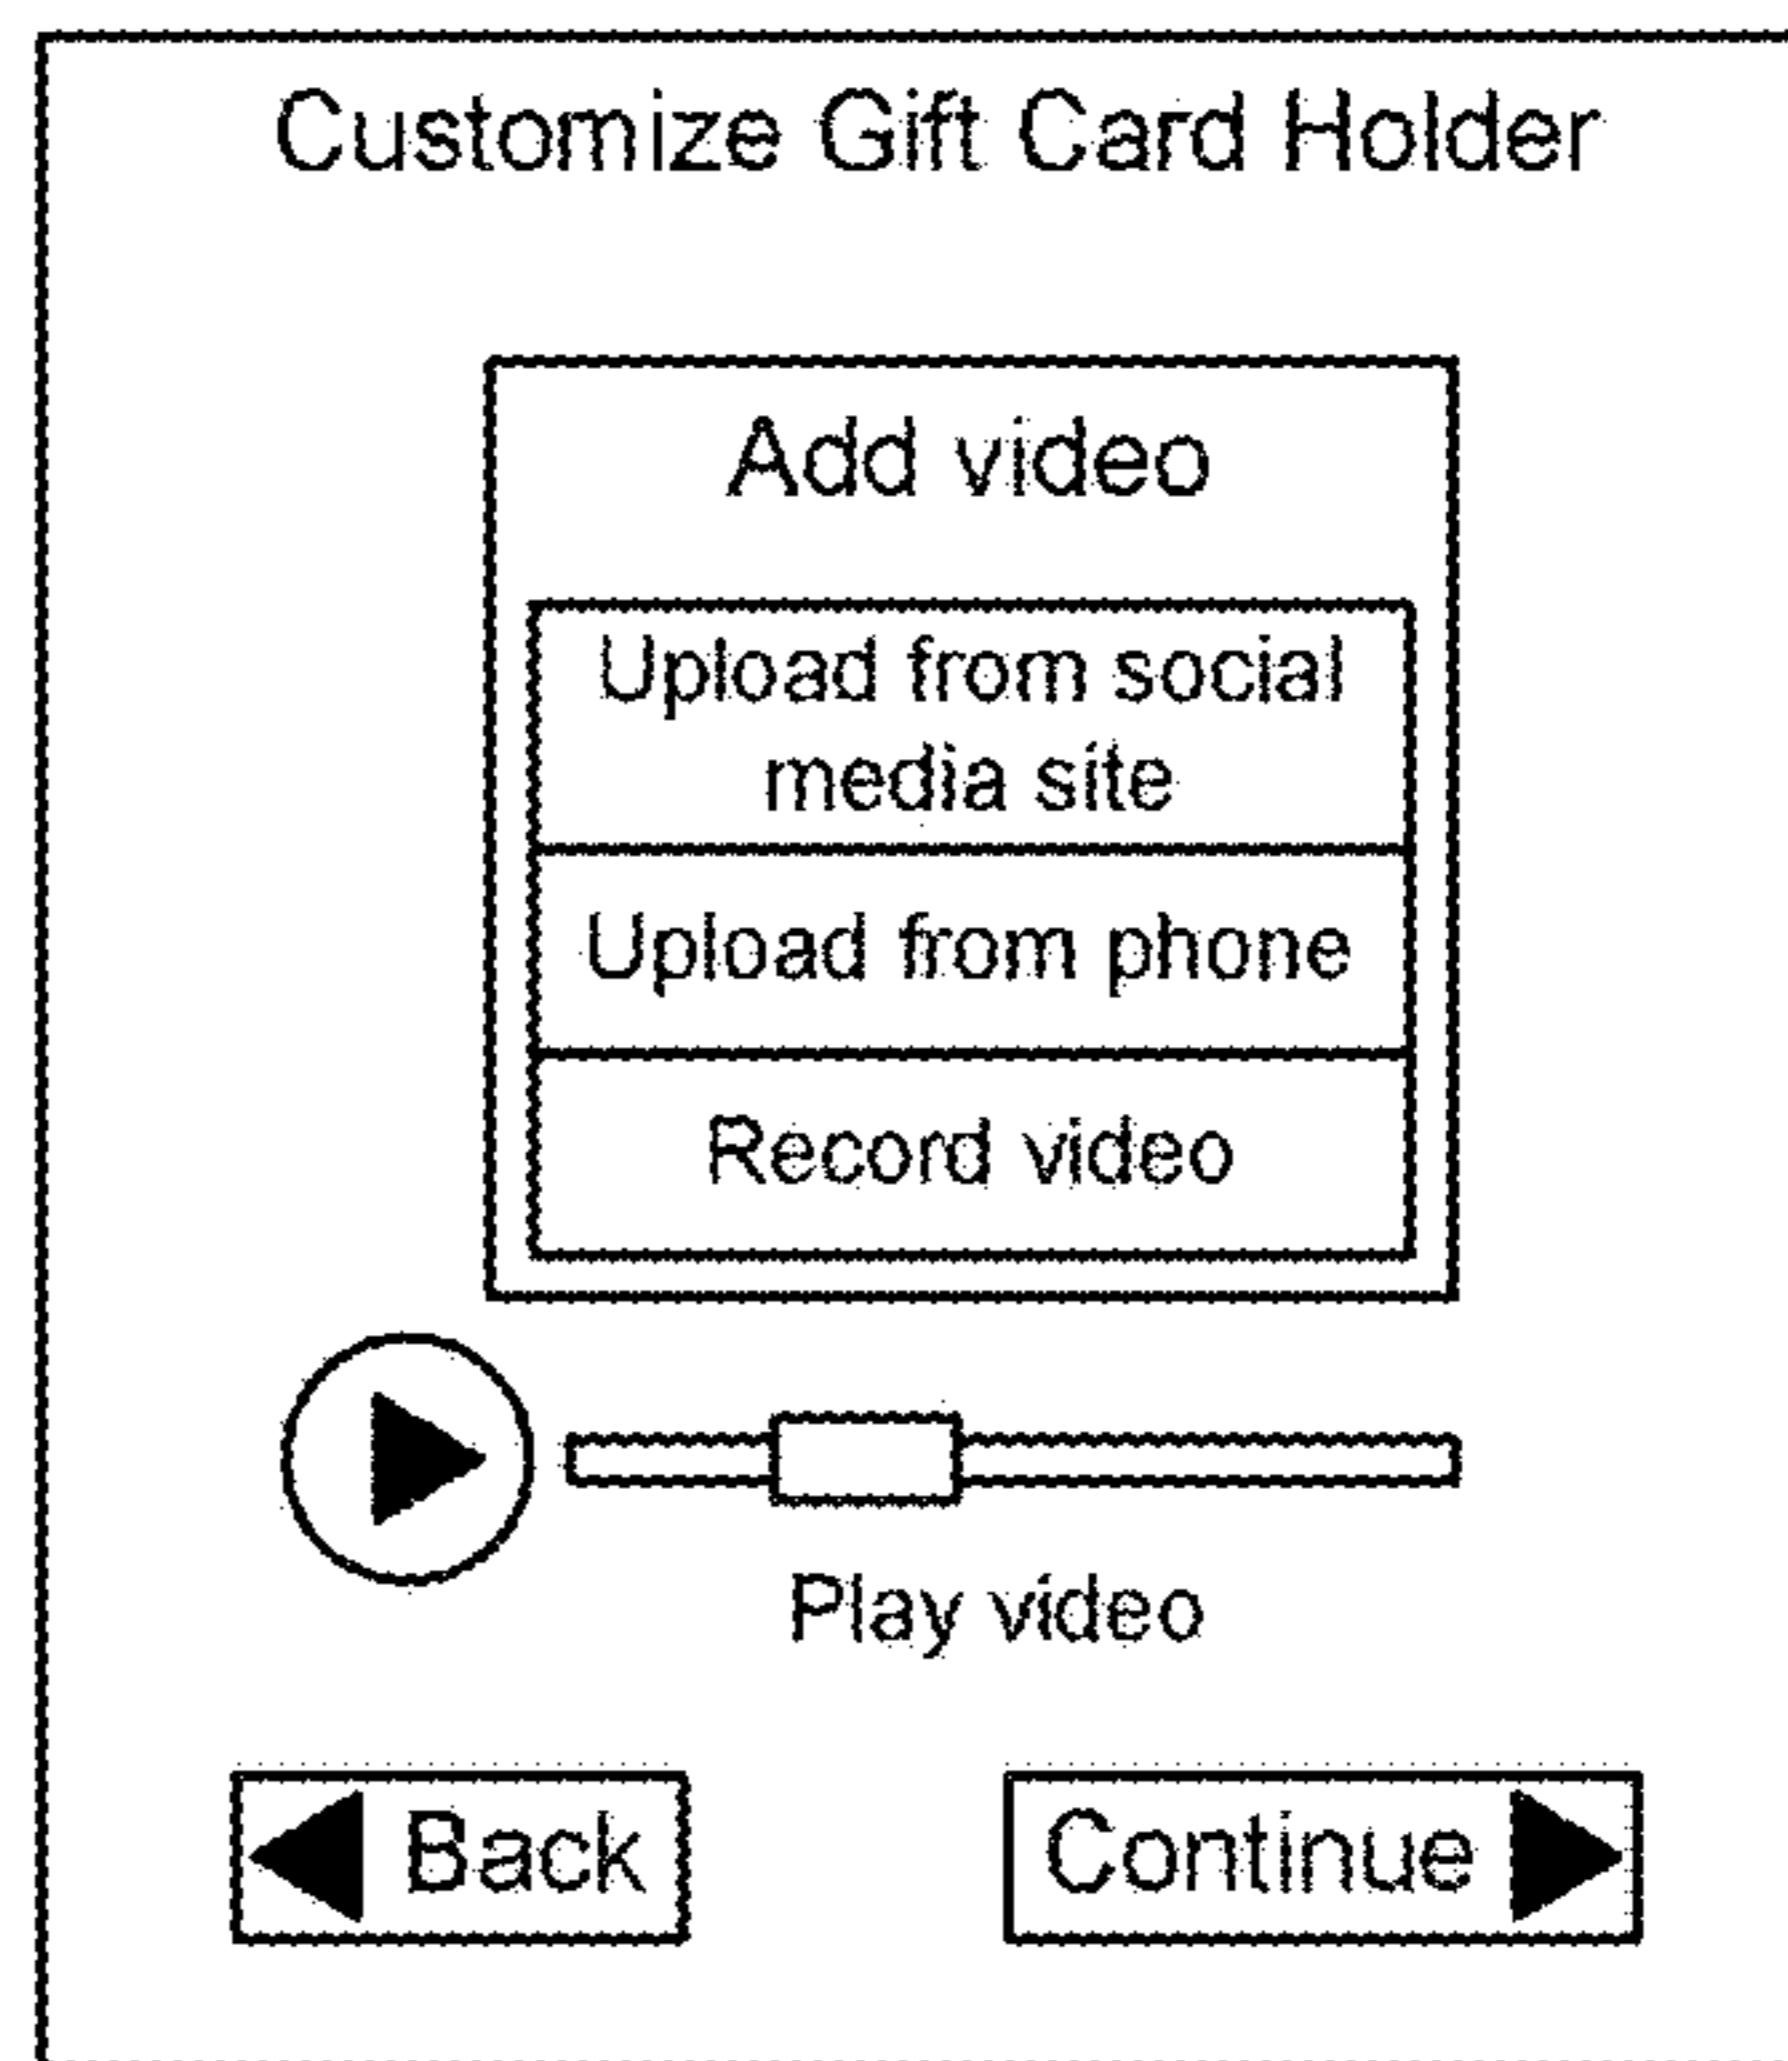 Customize Gift Card Holder
Add video
Upload from social
media site
Upload from phone
Record video
Play video
Back
Continue